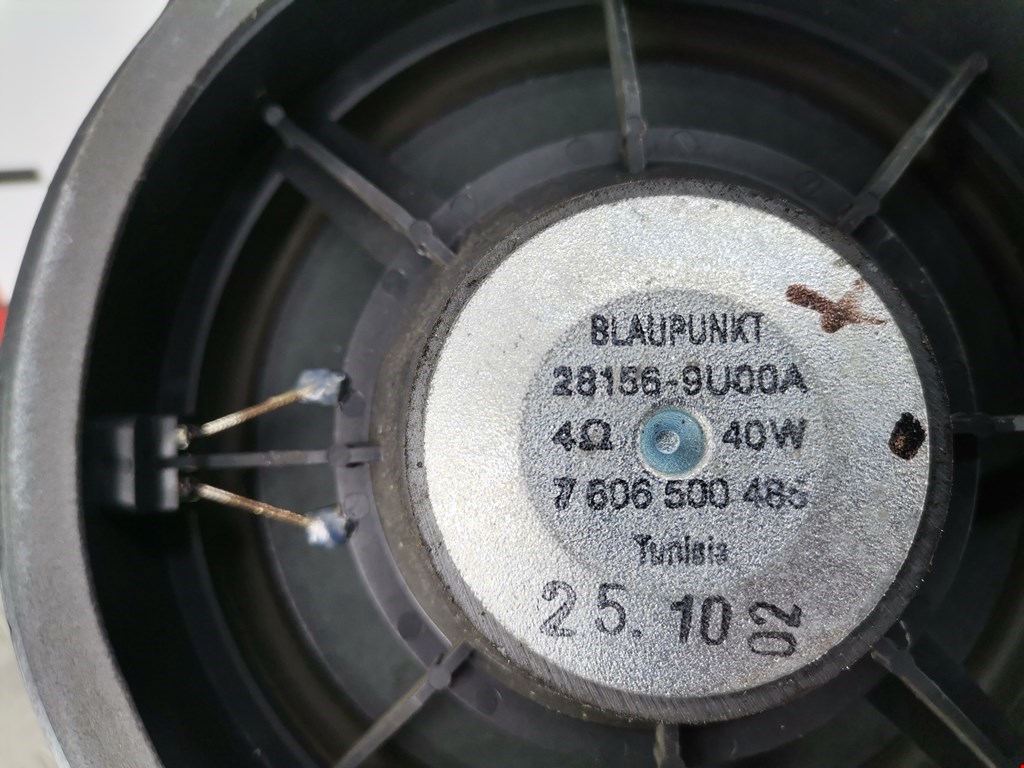 BLAUPUNKT
28156-9U00A
4Ω 40W
7 606 500 486
Tunisia
25. 10 02